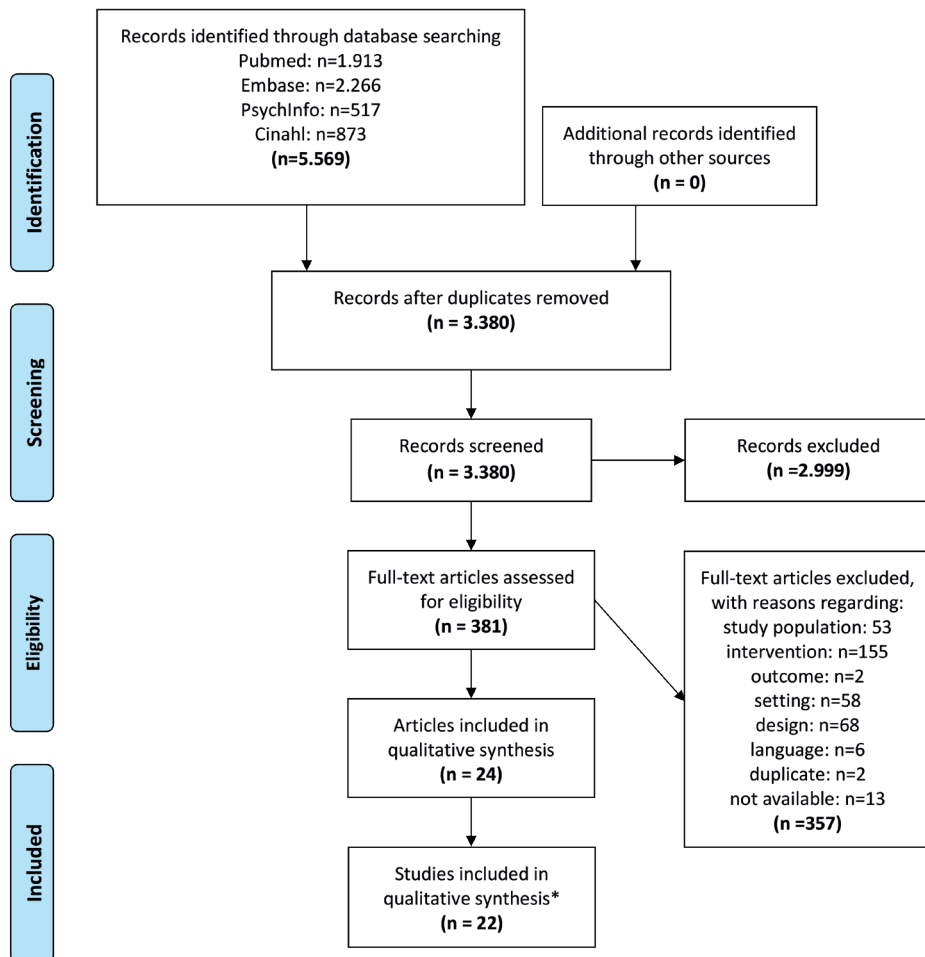 Identification
Records identified through database searching
Pubmed: n=1.913
Embase: n=2.266
PsychInfo: n=517
Cinahl: n=873
(n=5.569)
Additional records identified
through other sources
(n = 0)
Screening
Records after duplicates removed
(n = 3.380)
Records screened
(n = 3.380)
Records excluded
(n =2.999)
Eligibility
Full-text articles assessed
for eligibility
(n = 381)
Full-text articles excluded,
with reasons regarding:
study population: 53
intervention: n=155
outcome: n=2
setting: n=58
design: n=68
language: n=6
duplicate: n=2
not available: n=13
(n =357)
Articles included in
qualitative synthesis
(n = 24)
Included
Studies included in
qualitative synthesis*
(n = 22)